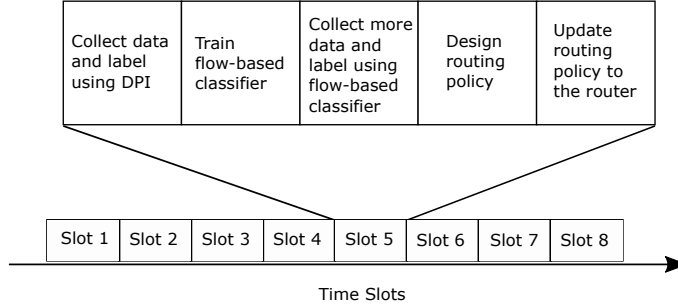 Collect data
and label
using DPI
Train
flow-based
classifier
Collect more
data and
label using
flow-based
classifier
Design
routing
policy
Update
routing
policy to
the router
Slot 1
Slot 2
Slot 3
Slot 4
Slot 5
Slot 6
Slot 7
Slot 8
Time Slots